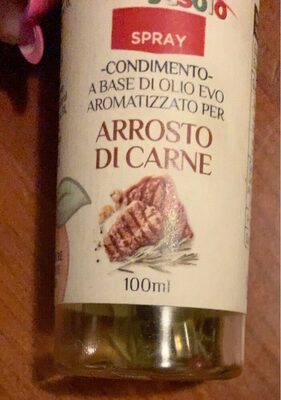 SPRAY
-CONDIMENTO-
A BASE DI OLIO EVO
AROMATIZZATO PER
ARROSTO
DI CARNE
100ml